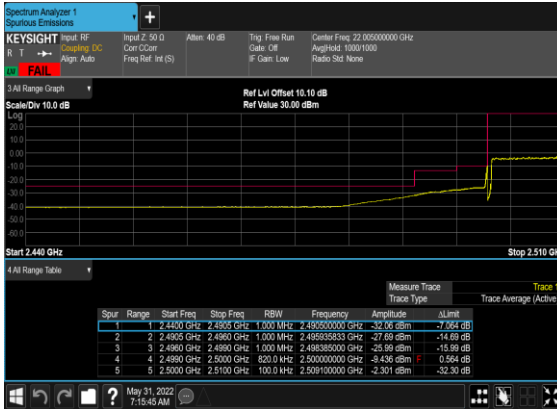 Spectrum Analyzer 1
Spurious Emissions
+
KEYSIGHT Input: RF Input Z: 50 Ω Atten: 40 dB Trig: Free Run Center Freq: 22.005000000 GHz
R T Coupling: DC Corr CCorr Gate: Off Avg|Hold: 1000/1000
Align: Auto Freq Ref: Int (S) IF Gain: Low Radio Std: None
FAIL
3 All Range Graph
Ref Lvl Offset 10.10 dB
Scale/Div 10.0 dB Ref Value 30.00 dBm
Log
20.0
10.0
0.00
-10.0
-20.0
-30.0
-40.0
-50.0
-60.0
Start 2.440 GHz Stop 2.510 G
4 All Range Table
Measure Trace Trace 1
Trace Type Trace Average (Active
Spur Range Start Freq Stop Freq RBW Frequency Amplitude ΔLimit
1 1 2.4400 GHz 2.4905 GHz 1.000 MHz 2.490500000 GHz -32.06 dBm -7.064 dB
2 2 2.4905 GHz 2.4960 GHz 1.000 MHz 2.495935833 GHz -27.69 dBm -14.69 dB
3 3 2.4960 GHz 2.4990 GHz 1.000 MHz 2.498385000 GHz -25.99 dBm -15.99 dB
4 4 2.4990 GHz 2.5000 GHz 820.0 kHz 2.500000000 GHz -9.436 dBm F 0.564 dB
5 5 2.5000 GHz 2.5100 GHz 100.0 kHz 2.509100000 GHz -2.301 dBm -32.30 dB
? May 31, 2022
7:15:45 AM